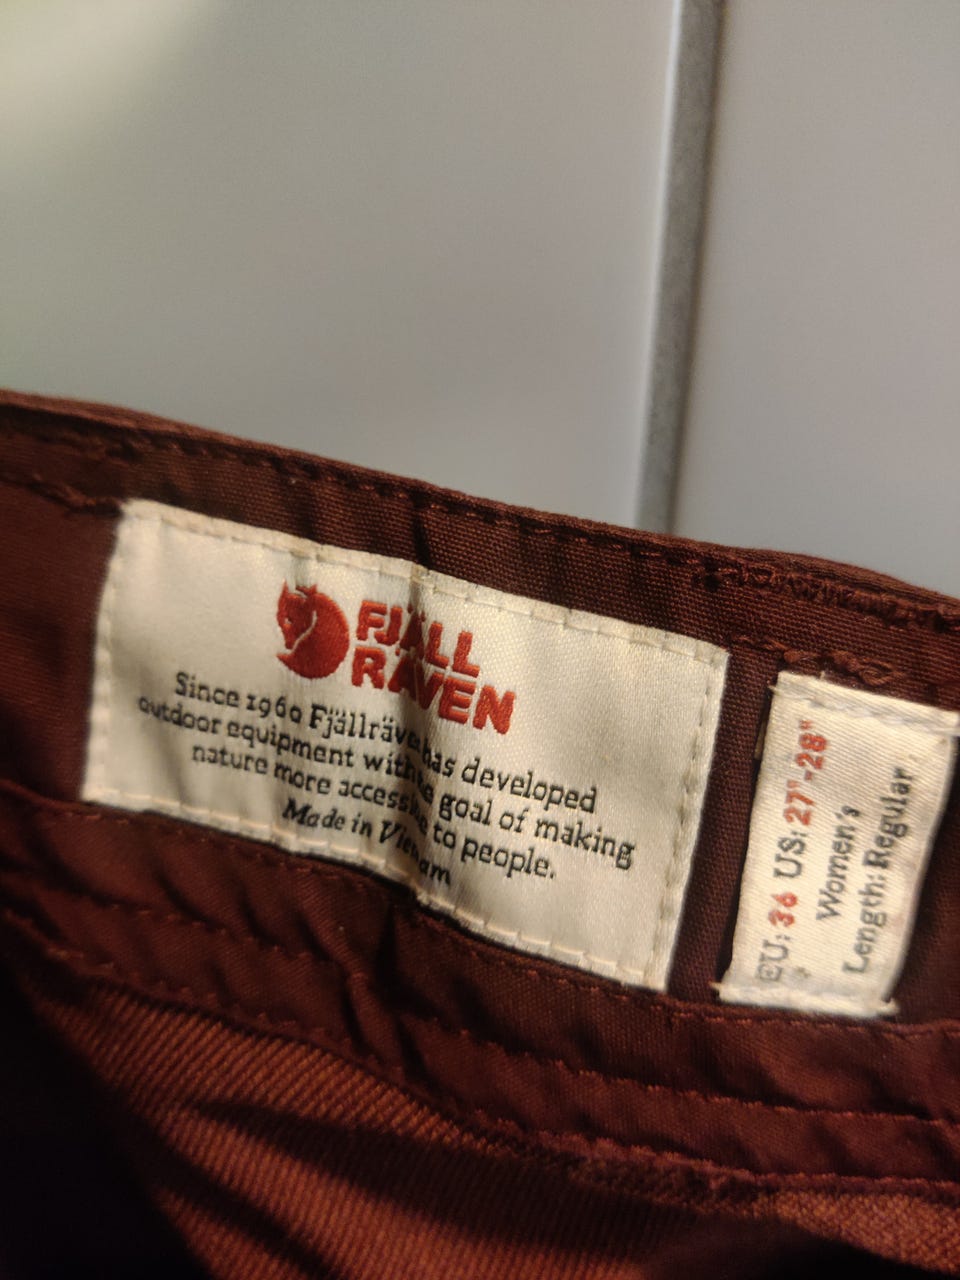 FJÄLL
RÄVEN
Since 1960 Fjällräven has developed
outdoor equipment with the goal of making
nature more accessible to people.
Made in Vietnam
EU: 36 US: 27"-28"
Women's
Length: Regular